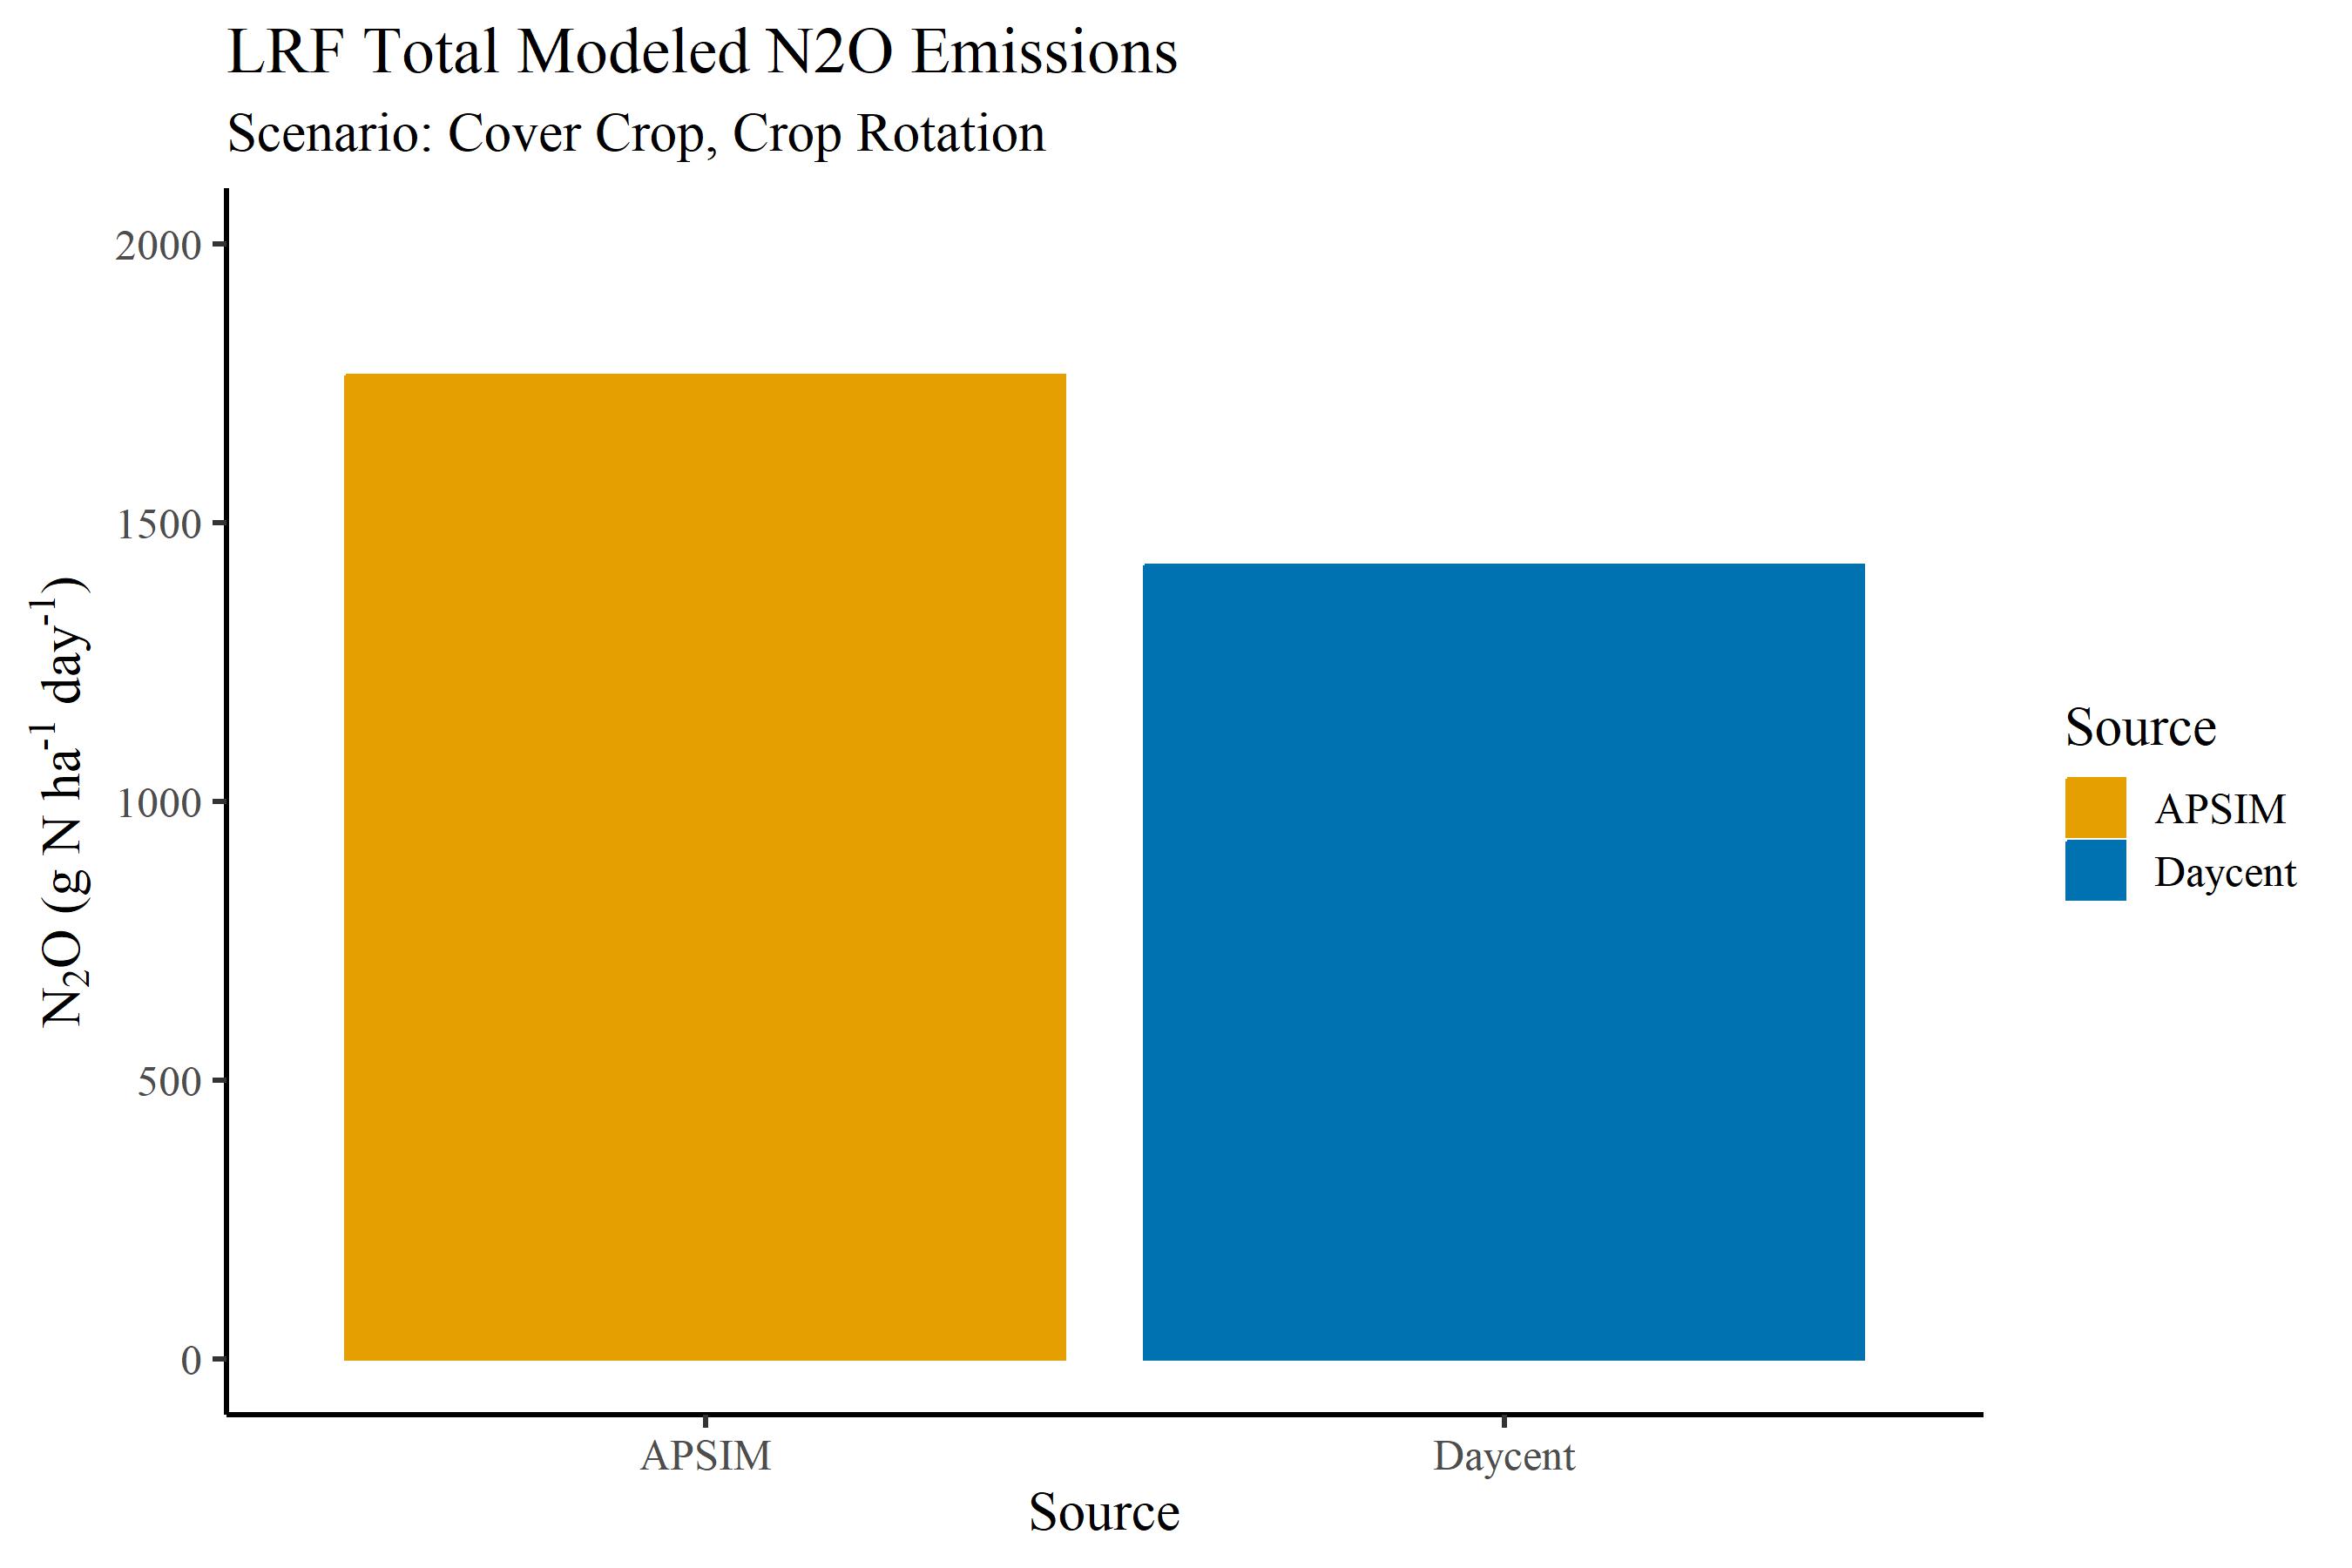 LRF Total Modeled N2O Emissions
Scenario: Cover Crop, Crop Rotation
N₂O (g N ha⁻¹ day⁻¹)
2000
1500
1000
500
0
APSIM
Daycent
Source
Source
APSIM
Daycent